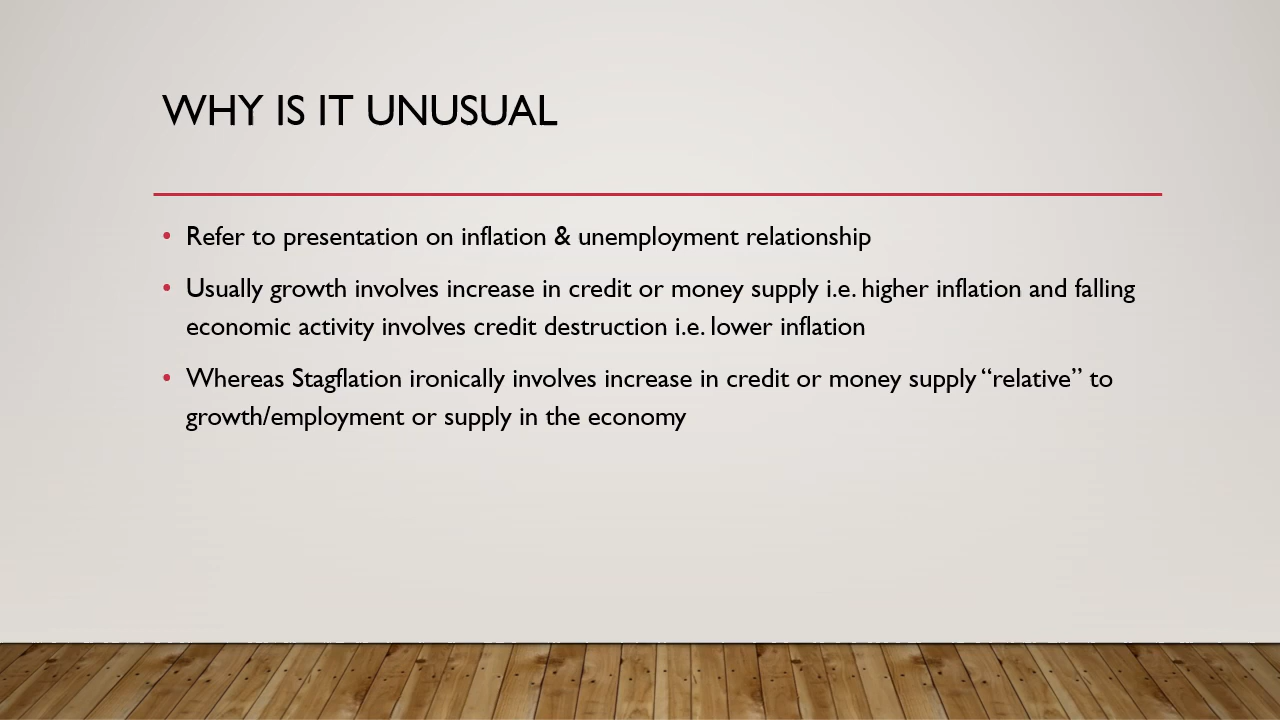 WHY IS IT UNUSUAL
• Refer to presentation on inflation & unemployment relationship
• Usually growth involves increase in credit or money supply i.e. higher inflation and falling
economic activity involves credit destruction i.e. lower inflation
• Whereas Stagflation ironically involves increase in credit or money supply “relative” to
growth/employment or supply in the economy